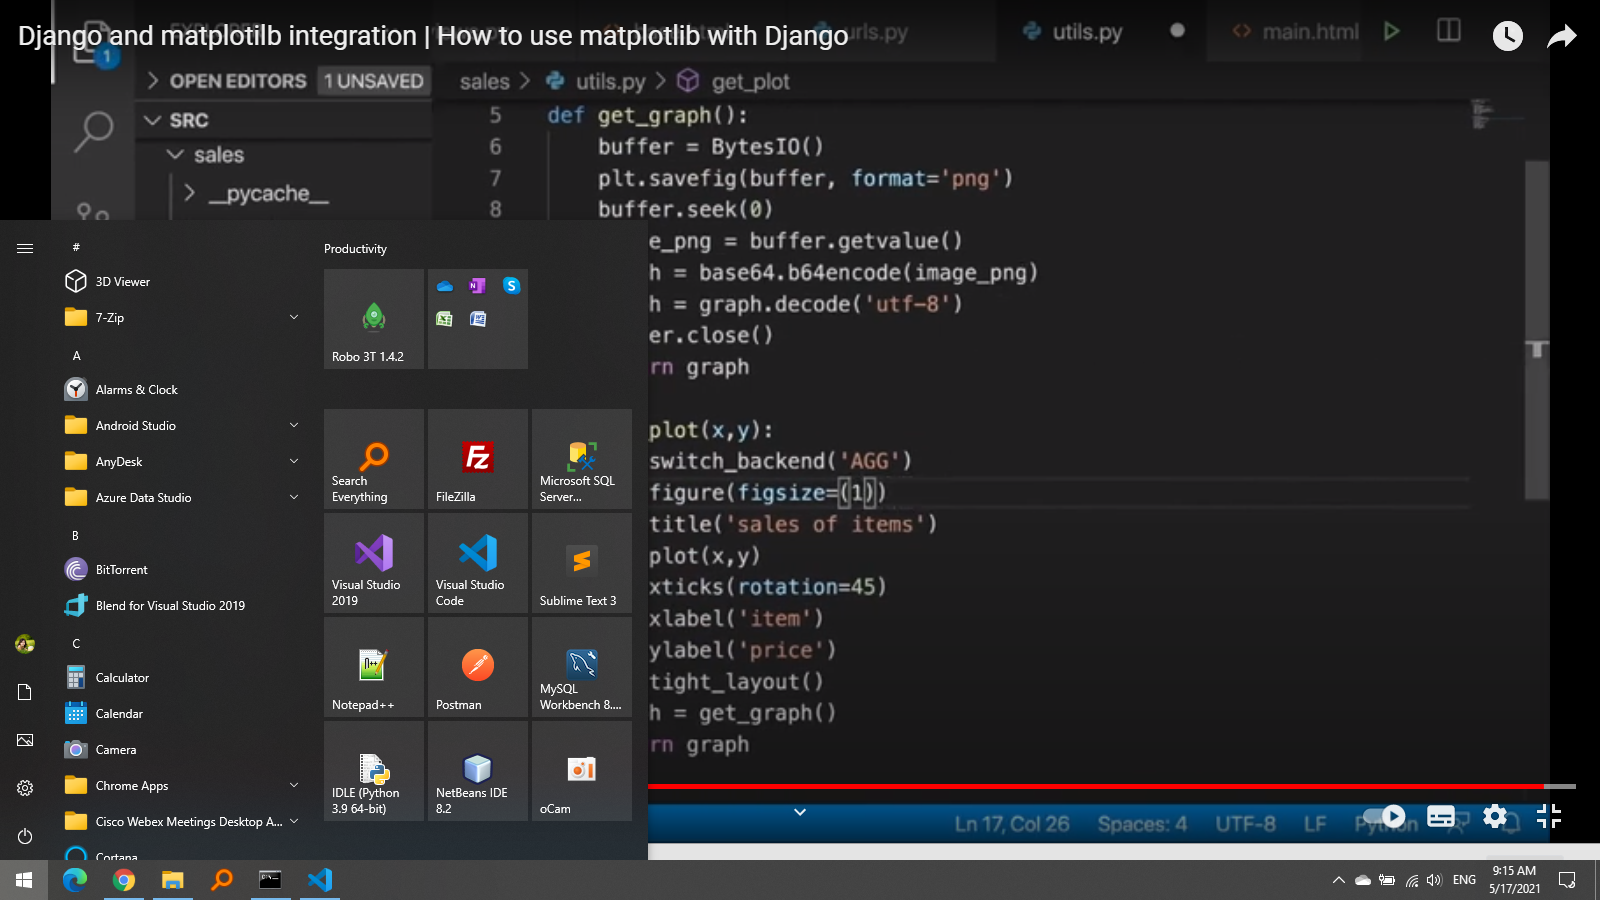 Django and matplotilb integration | How to use matplotlib with Django
urls.py
utils.py
main.html
1
OPEN EDITORS
1 UNSAVED
sales > utils.py > get_plot
SRC
sales
__pycache__
5 def get_graph():
6 buffer = BytesIO()
7 plt.savefig(buffer, format='png')
8 buffer.seek(0)
e_png = buffer.getvalue()
h = base64.b64encode(image_png)
h = graph.decode('utf-8')
er.close()
rn graph
plot(x,y):
switch_backend('AGG')
figure(figsize=(1))
title('sales of items')
plot(x,y)
xticks(rotation=45)
xlabel('item')
ylabel('price')
tight_layout()
h = get_graph()
rn graph
#
3D Viewer
7-Zip
A
Alarms & Clock
Android Studio
AnyDesk
Azure Data Studio
B
BitTorrent
Blend for Visual Studio 2019
C
Calculator
Calendar
Camera
Chrome Apps
Cisco Webex Meetings Desktop A...
Cortana
Productivity
Robo 3T 1.4.2
Search
Everything
FileZilla
Microsoft SQL
Server...
Visual Studio
2019
Visual Studio
Code
Sublime Text 3
Notepad++
Postman
MySQL
Workbench 8....
IDLE (Python
3.9 64-bit)
NetBeans IDE
8.2
oCam
Ln 17, Col 26
Spaces: 4
UTF-8
LF
Python
ENG
9:15 AM
5/17/2021